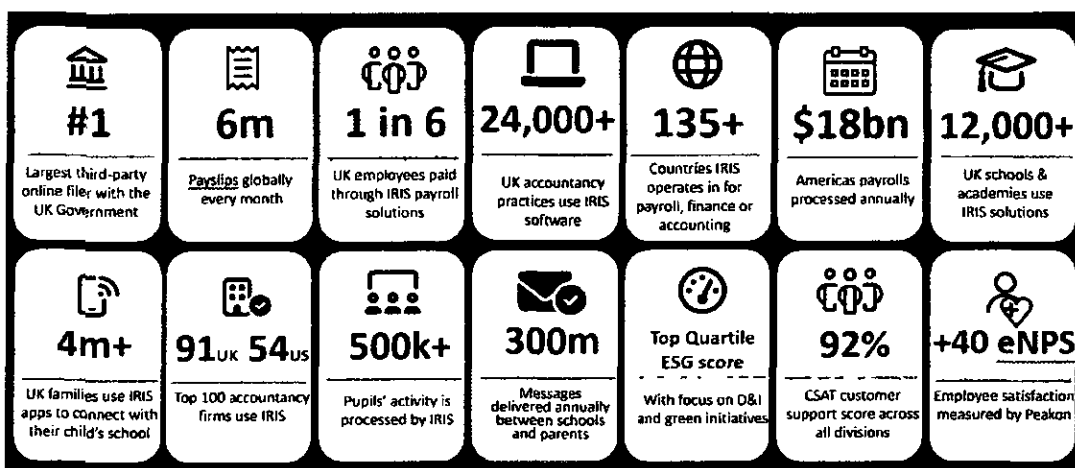 #1
Largest third-party
online filer with the
UK Government
6m
Payslips globally
every month
1 in 6
UK employees paid
through IRIS payroll
solutions
24,000+
UK accountancy
practices use IRIS
software
135+
Countries IRIS
operates in for
payroll, finance or
accounting
$18bn
Americas payrolls
processed annually
12,000+
UK schools &
academies use
IRIS solutions
4m+
UK families use IRIS
apps to connect with
their child's school
91UK 54US
Top 100 accountancy
firms use IRIS
500k+
Pupils' activity is
processed by IRIS
300m
Messages
delivered annually
between schools
and parents
Top Quartile
ESG score
With focus on D&I
and green initiatives
92%
CSAT customer
support score across
all divisions
+40 eNPS
Employee satisfaction
measured by Peakon